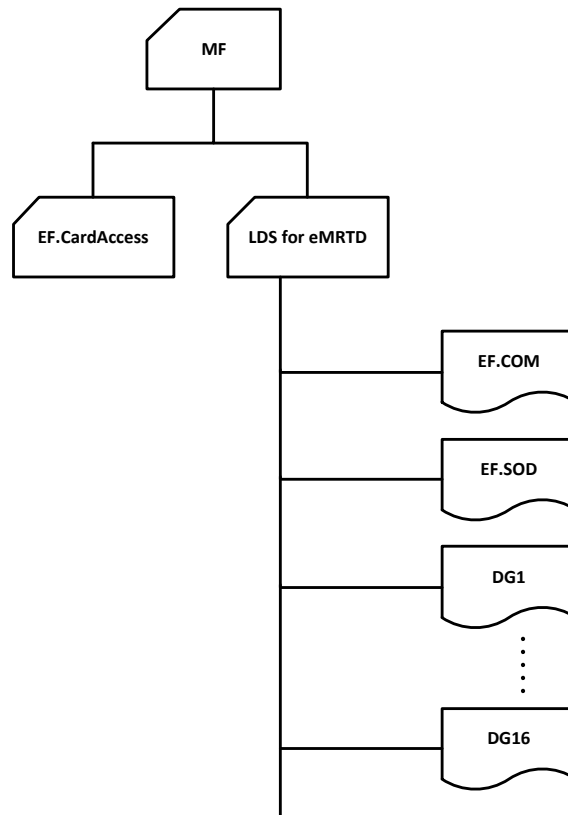 MF
EF.CardAccess
LDS for eMRTD
EF.COM
EF.SOD
DG1
DG16